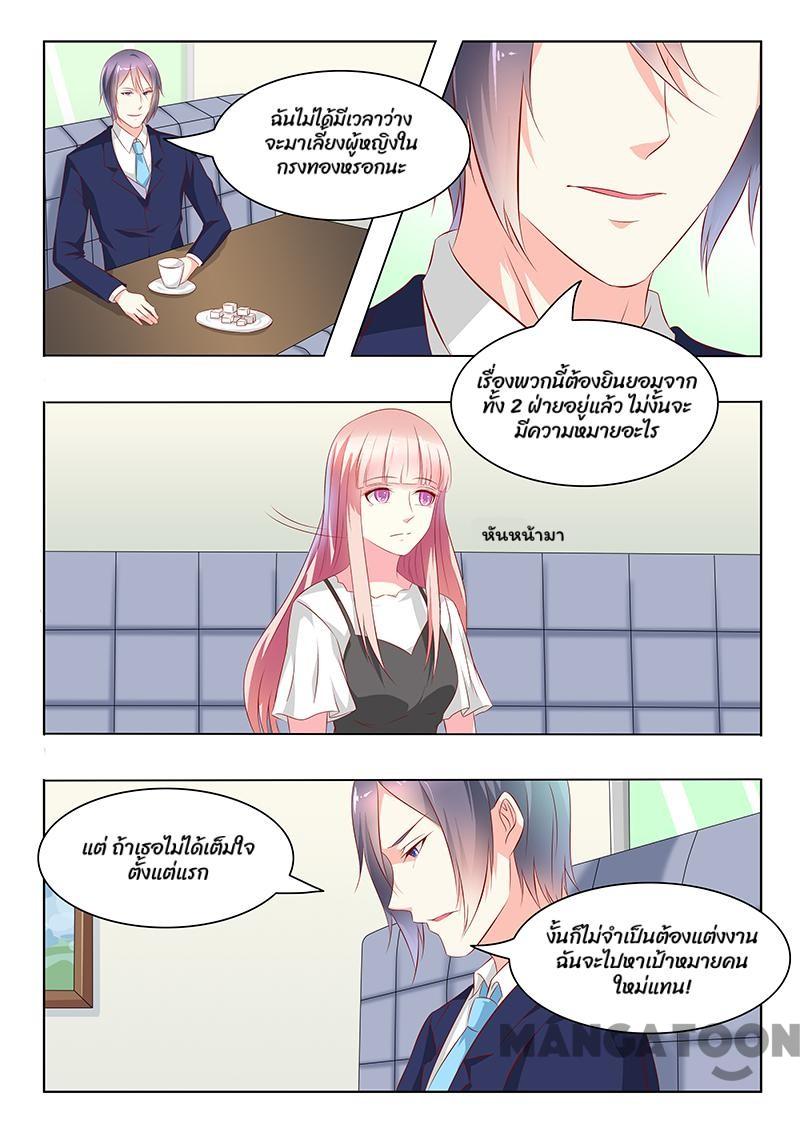 ฉันไม่ได้มีเวลาว่าง
จะมาเลี้ยงผู้หญิงใน
กรงทองหรอกนะ
เรื่องพวกนี้ต้องยินยอมจาก
ทั้ง 2 ฝ่ายอยู่แล้ว ไม่งั้นจะ
มีความหมายอะไร
หันหน้ามา
แต่ ถ้าเธอไม่ได้เต็มใจ
ตั้งแต่แรก
งั้นก็ไม่จำเป็นต้องแต่งงาน
ฉันจะไปหาเป้าหมายคน
ใหม่แทน!
MANGATOON